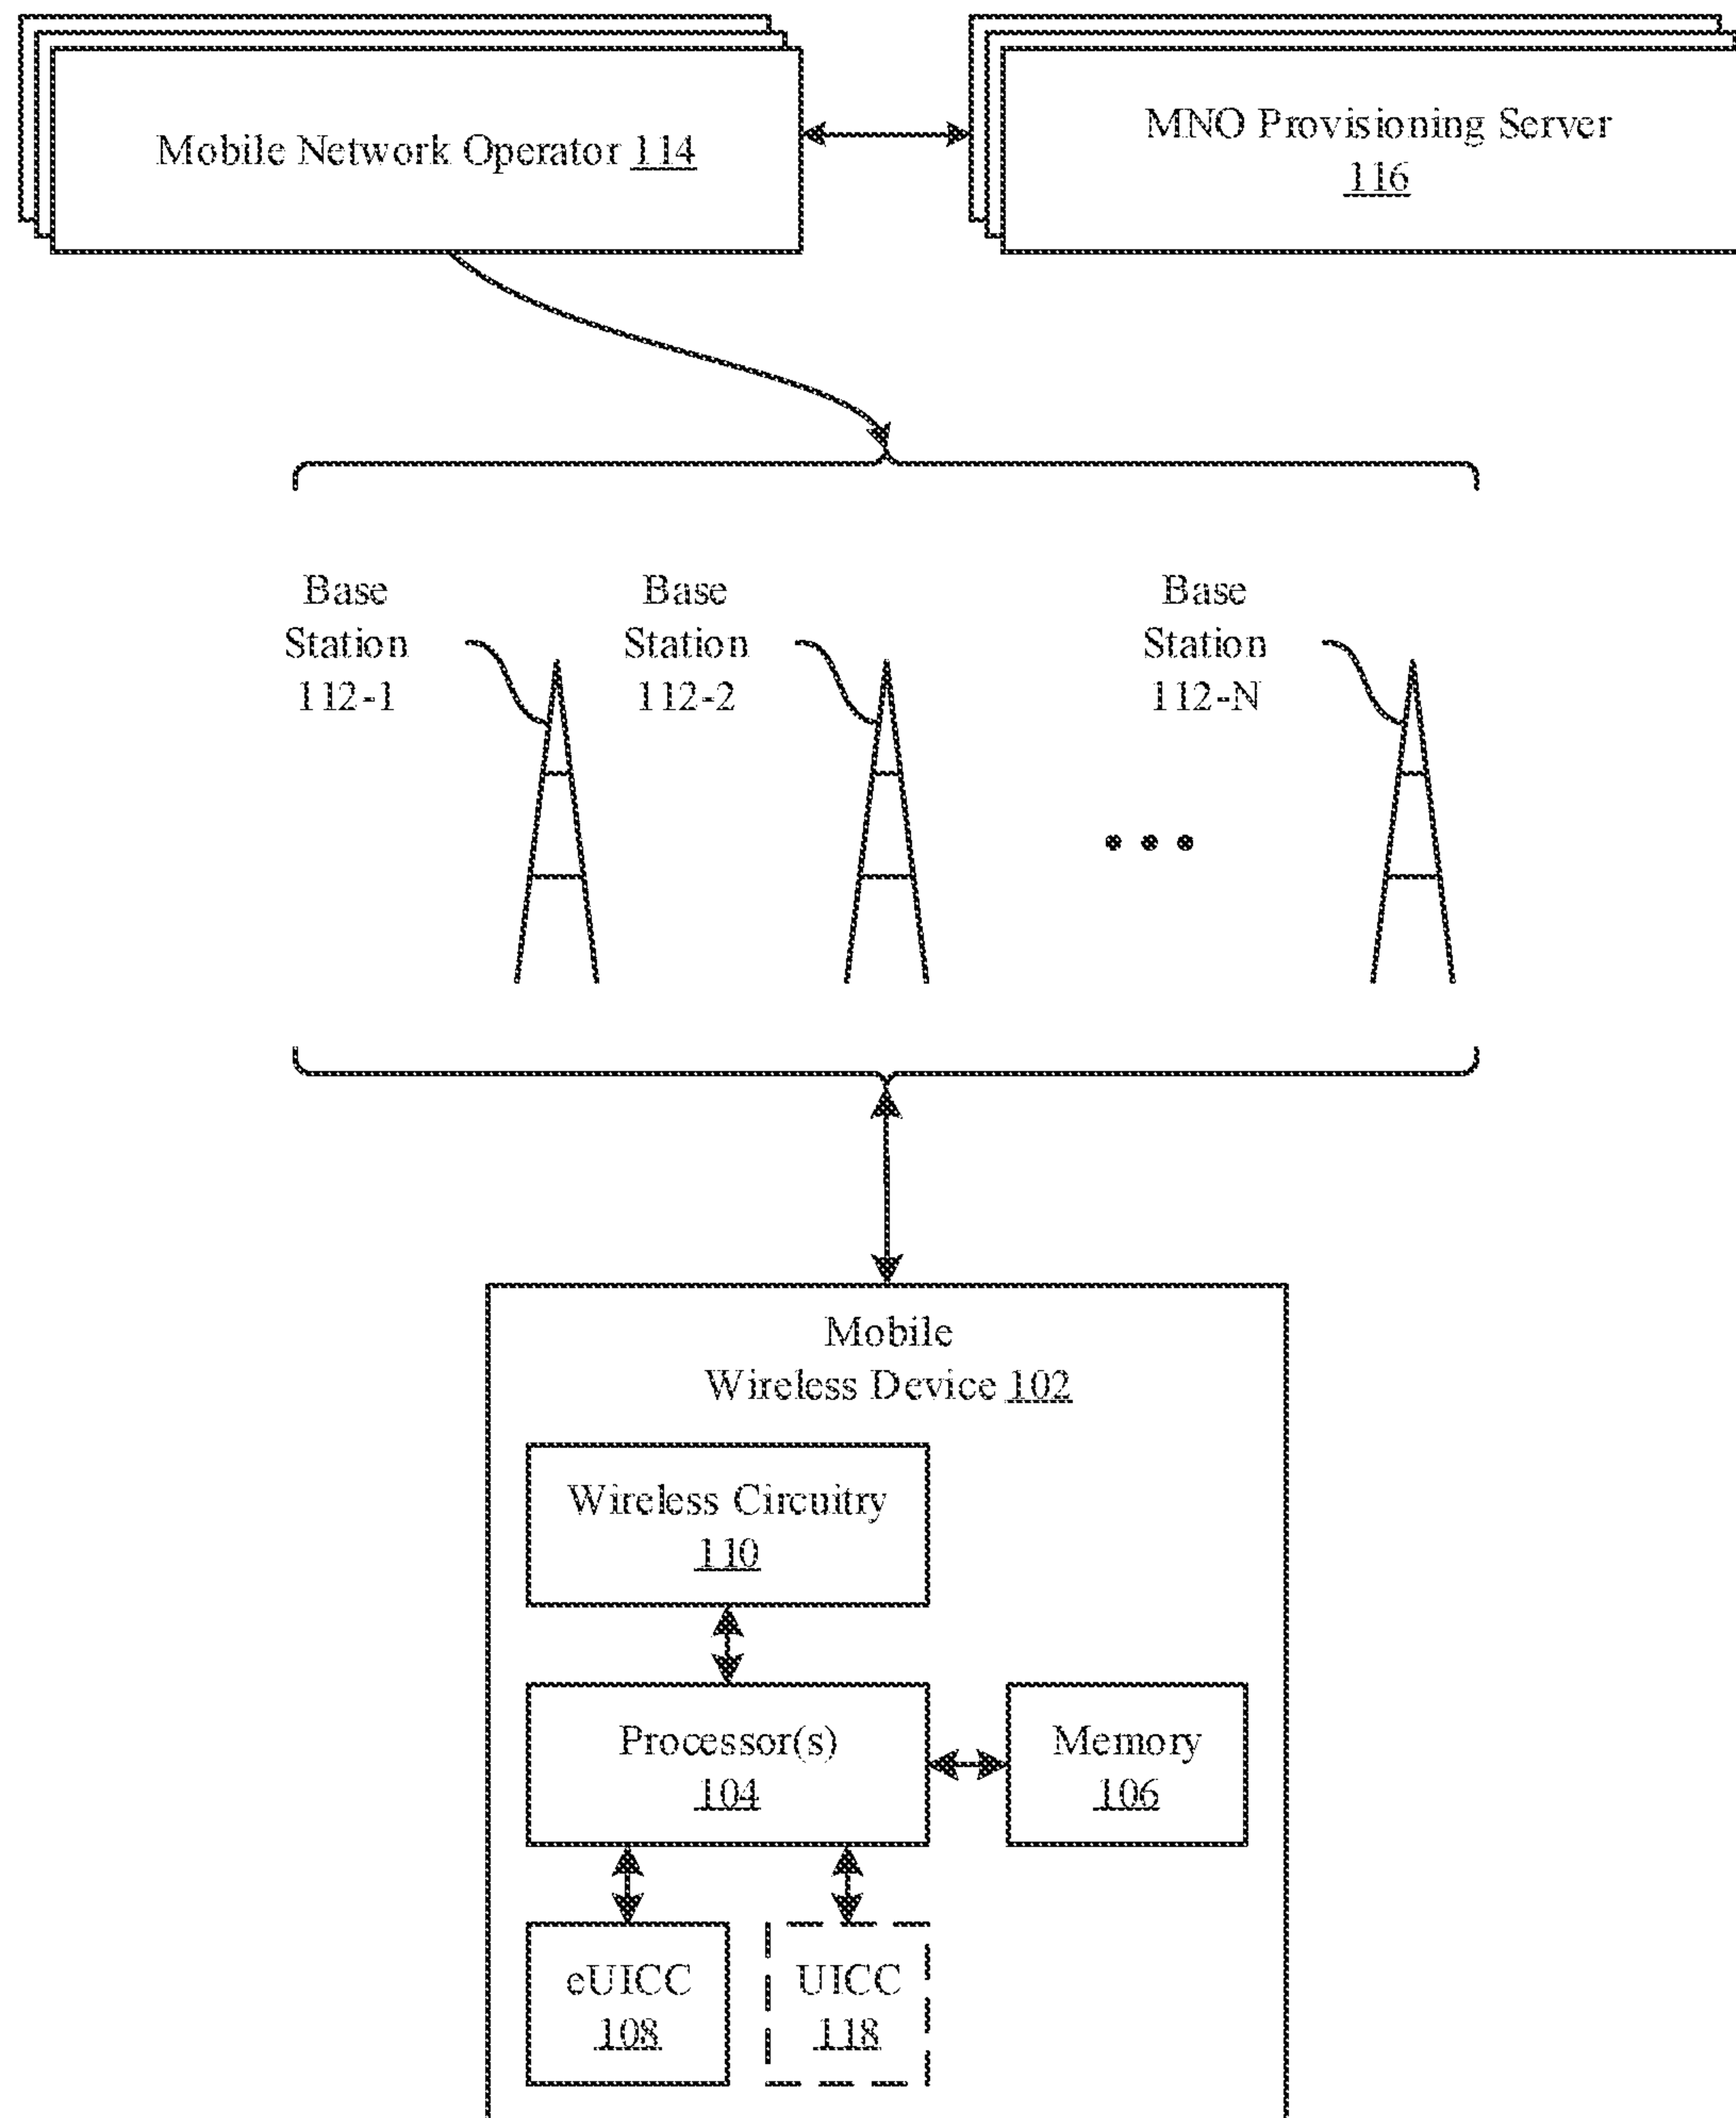 Mobile Network Operator 114
MNO Provisioning Server
116
Base
Station
112-1
Base
Station
112-2
Base
Station
112-N
Mobile
Wireless Device 102
Wireless Circuitry
110
Processor(s)
104
Memory
106
eUICC
108
UICC
118